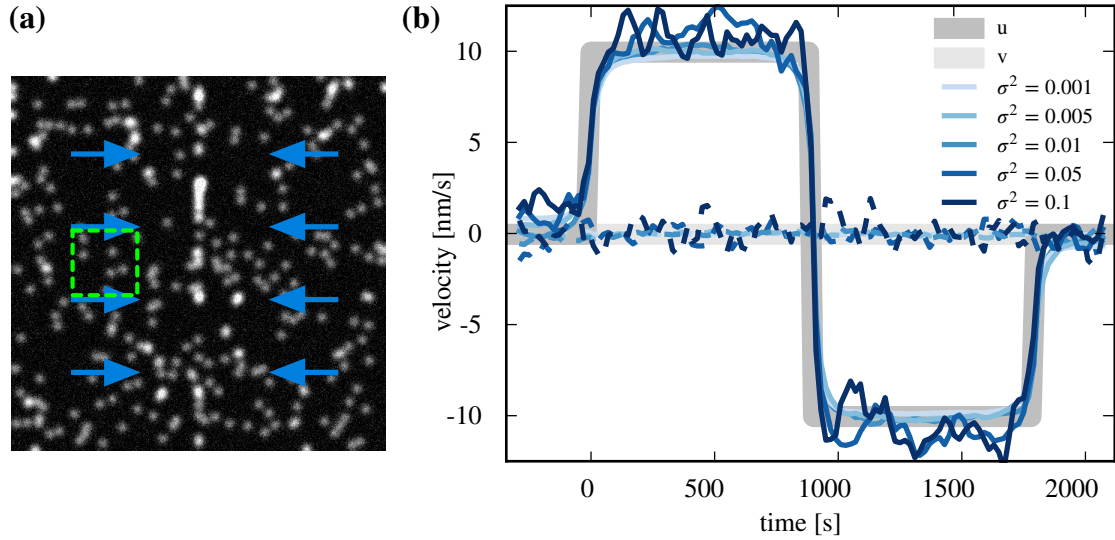 (a)
(b)
velocity [nm/s]
10
5
0
-5
-10
u
v
σ² = 0.001
σ² = 0.005
σ² = 0.01
σ² = 0.05
σ² = 0.1
0 500 1000 1500 2000
time [s]